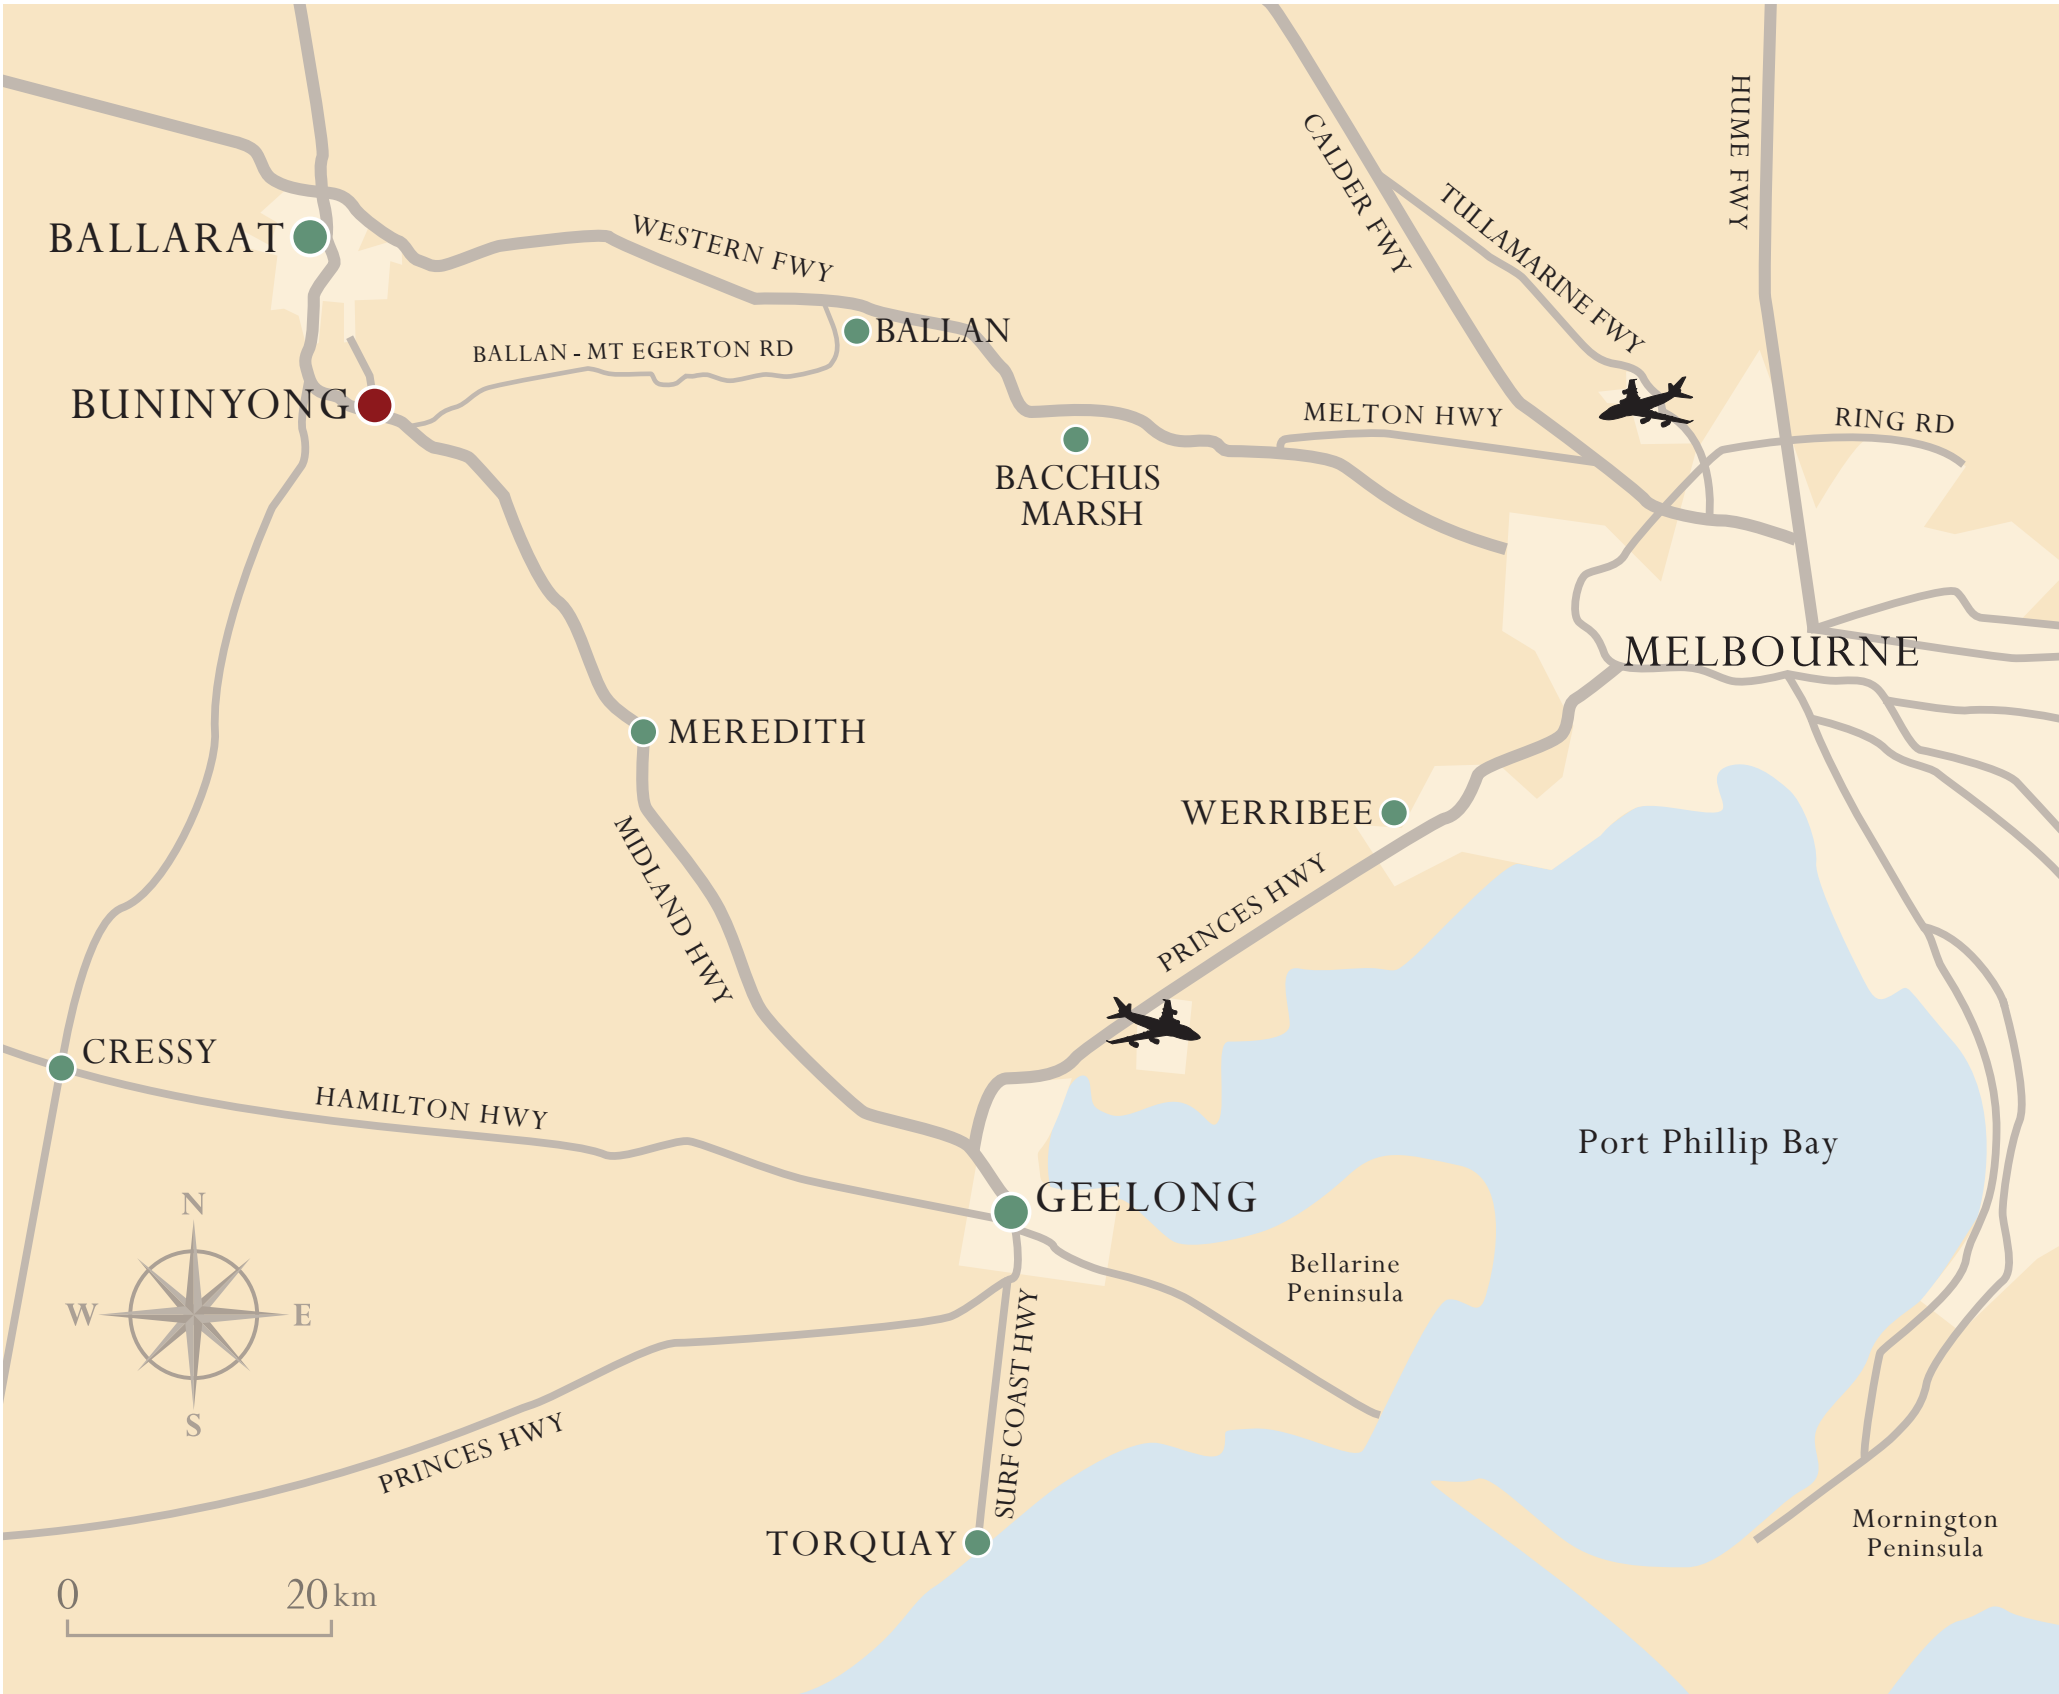 HUME FWY
CALDER FWY
TULLAMARINE FWY
BALLARAT
WESTERN FWY
BALLAN
BALLAN - MT EGERTON RD
BUNINYONG
MELTON HWY
RING RD
BACCHUS
MARSH
MELBOURNE
MEREDITH
WERRIBEE
MIDLAND HWY
PRINCES HWY
CRESSY
HAMILTON HWY
Port Phillip Bay
GEELONG
N
W
E
S
Bellarine
Peninsula
SURF COAST HWY
PRINCES HWY
TORQUAY
Mornington
Peninsula
0 20 km